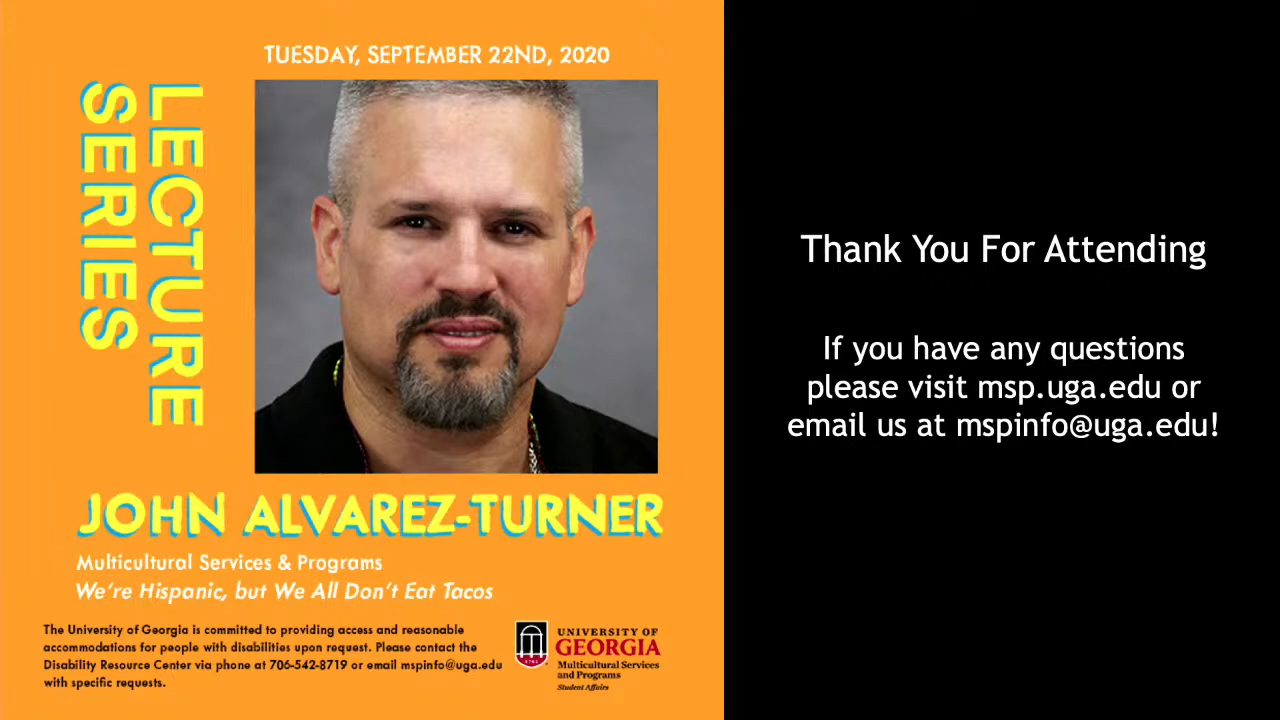 TUESDAY, SEPTEMBER 22ND, 2020
LECTURE
SERIES
JOHN ALVAREZ-TURNER
Multicultural Services & Programs
We're Hispanic, but We All Don't Eat Tacos
The University of Georgia is committed to providing access and reasonable
accommodations for people with disabilities upon request. Please contact the
Disability Resource Center via phone at 706-542-8719 or email mspinfo@uga.edu
with specific requests.
1785
UNIVERSITY OF
GEORGIA
Multicultural Services
and Programs
Student Affairs
Thank You For Attending
If you have any questions
please visit msp.uga.edu or
email us at mspinfo@uga.edu!